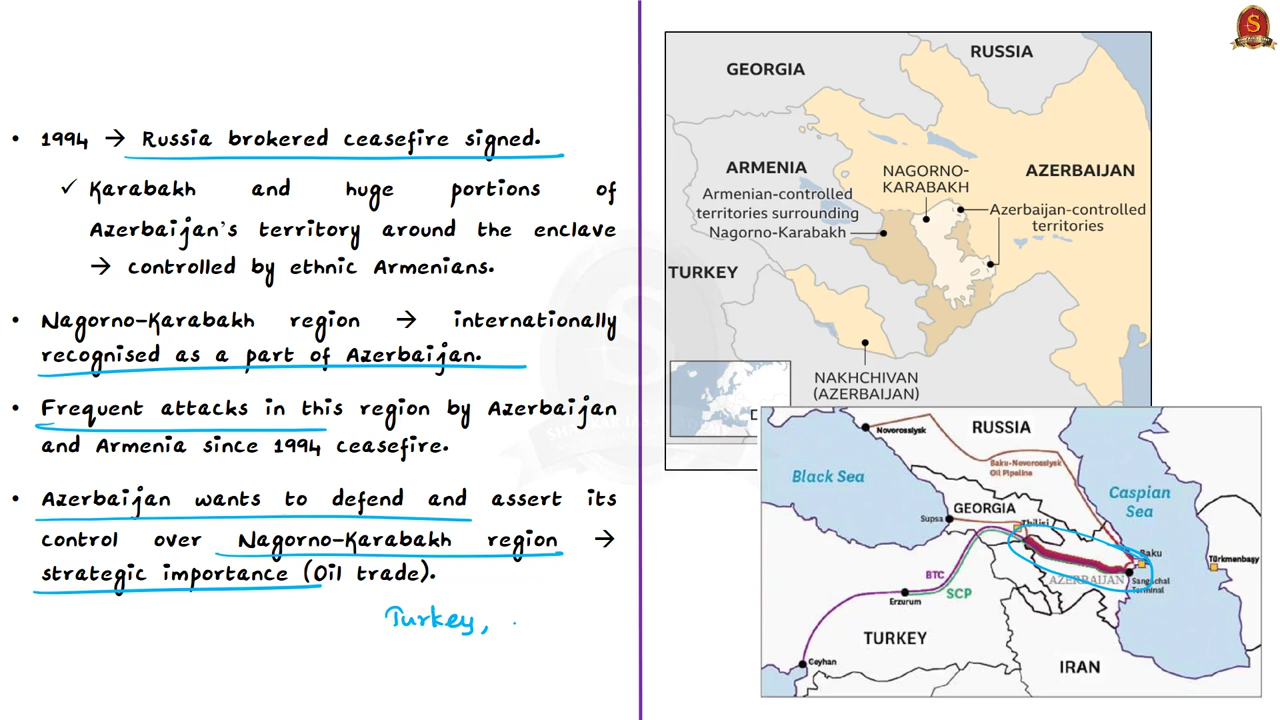 • 1994 → Russia brokered ceasefire signed.
✓ Karabakh and huge portions of
Azerbaijan's territory around the enclave
→ controlled by ethnic Armenians.
• Nagorno-Karabakh region → internationally
recognised as a part of Azerbaijan.
• Frequent attacks in this region by Azerbaijan
and Armenia since 1994 ceasefire.
• Azerbaijan wants to defend and assert its
control over Nagorno-Karabakh region →
strategic importance (Oil trade).
Turkey,
RUSSIA
GEORGIA
ARMENIA
NAGORNO-
KARABAKH
AZERBAIJAN
Armenian-controlled
territories surrounding
Nagorno-Karabakh
Azerbaijan-controlled
territories
TURKEY
NAKHCHIVAN
(AZERBAIJAN)
RUSSIA
Novorossiysk
Baku-Novorossiysk
Oil Pipeline
Black Sea
Caspian
Sea
GEORGIA
Supsa
Tbilisi
Baku
Türkmenbaşy
AZERBAIJAN
Sangachal
Terminal
BTC
SCP
Erzurum
TURKEY
Ceyhan
IRAN